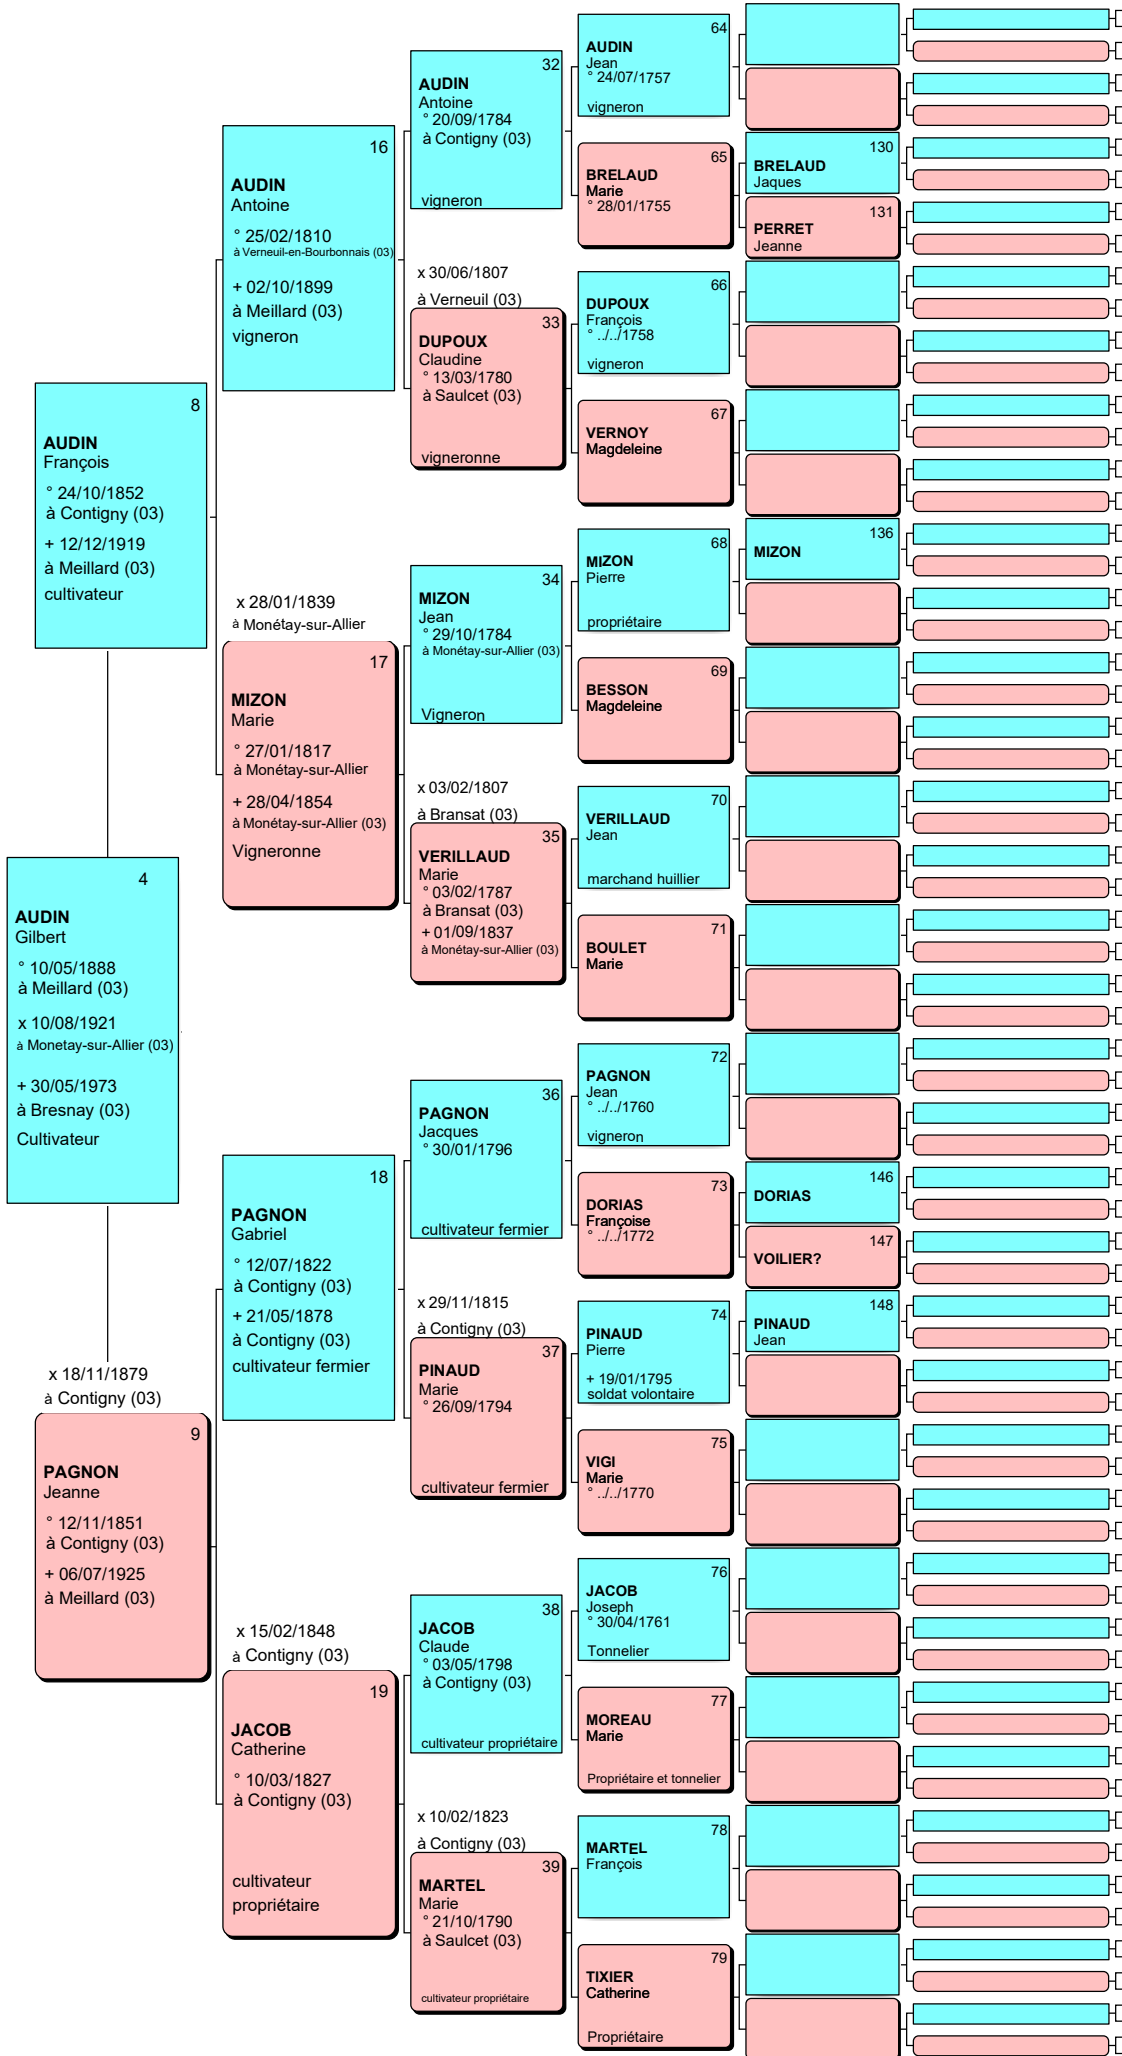 4
AUDIN
Gilbert
° 10/05/1888
à Meillard (03)
x 10/08/1921
à Monetay-sur-Allier (03)
+ 30/05/1973
à Bresnay (03)
Cultivateur
8
AUDIN
François
° 24/10/1852
à Contigny (03)
+ 12/12/1919
à Meillard (03)
cultivateur
x 18/11/1879
à Contigny (03)
9
PAGNON
Jeanne
° 12/11/1851
à Contigny (03)
+ 06/07/1925
à Meillard (03)
16
AUDIN
Antoine
° 25/02/1810
à Verneuil-en-Bourbonnais (03)
+ 02/10/1899
à Meillard (03)
vigneron
x 28/01/1839
à Monétay-sur-Allier
17
MIZON
Marie
° 27/01/1817
à Monétay-sur-Allier
+ 28/04/1854
à Monétay-sur-Allier (03)
Vigneronne
18
PAGNON
Gabriel
° 12/07/1822
à Contigny (03)
+ 21/05/1878
à Contigny (03)
cultivateur fermier
x 15/02/1848
à Contigny (03)
19
JACOB
Catherine
° 10/03/1827
à Contigny (03)
cultivateur
propriétaire
32
AUDIN
Antoine
° 20/09/1784
à Contigny (03)
vigneron
x 30/06/1807
à Verneuil (03)
33
DUPOUX
Claudine
° 13/03/1780
à Saulcet (03)
vigneronne
34
MIZON
Jean
° 29/10/1784
à Monétay-sur-Allier (03)
Vigneron
x 03/02/1807
à Bransat (03)
35
VERILLAUD
Marie
° 03/02/1787
à Bransat (03)
+ 01/09/1837
à Monétay-sur-Allier (03)
36
PAGNON
Jacques
° 30/01/1796
cultivateur fermier
x 29/11/1815
à Contigny (03)
37
PINAUD
Marie
° 26/09/1794
cultivateur fermier
38
JACOB
Claude
° 03/05/1798
à Contigny (03)
cultivateur propriétaire
x 10/02/1823
à Contigny (03)
39
MARTEL
Marie
° 21/10/1790
à Saulcet (03)
cultivateur propriétaire
64
AUDIN
Jean
° 24/07/1757
vigneron
65
BRELAUD
Marie
° 28/01/1755
66
DUPOUX
François
° ../../1758
vigneron
67
VERNOY
Magdeleine
68
MIZON
Pierre
propriétaire
69
BESSON
Magdeleine
70
VERILLAUD
Jean
marchand huillier
71
BOULET
Marie
72
PAGNON
Jean
° ../../1760
vigneron
73
DORIAS
Françoise
° ../../1772
74
PINAUD
Pierre
+ 19/01/1795
soldat volontaire
75
VIGI
Marie
° ../../1770
76
JACOB
Joseph
° 30/04/1761
Tonnelier
77
MOREAU
Marie
Propriétaire et tonnelier
78
MARTEL
François
79
TIXIER
Catherine
Propriétaire
130
BRELAUD
Jaques
131
PERRET
Jeanne
136
MIZON
146
DORIAS
147
VOILIER?
148
PINAUD
Jean